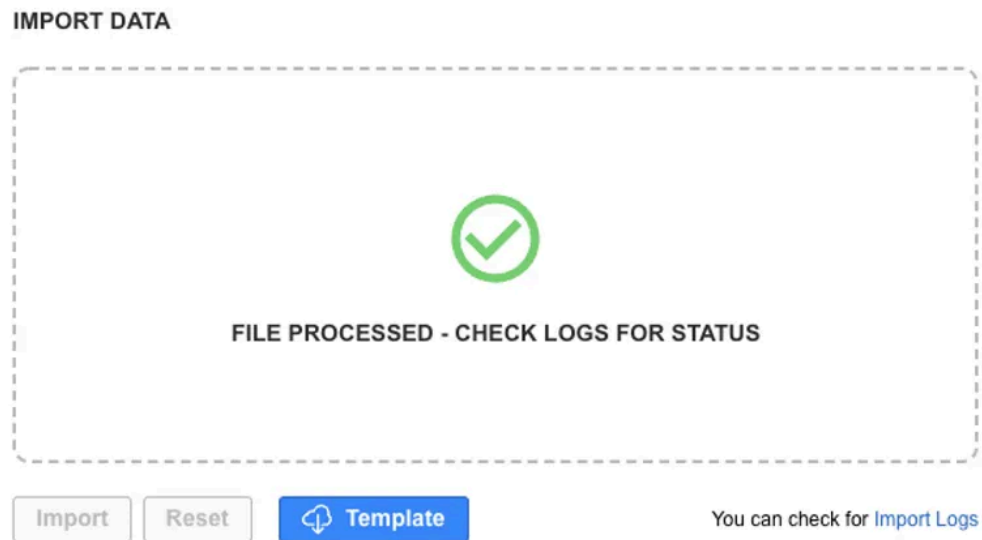 IMPORT DATA
FILE PROCESSED - CHECK LOGS FOR STATUS
Import Reset Template You can check for Import Logs